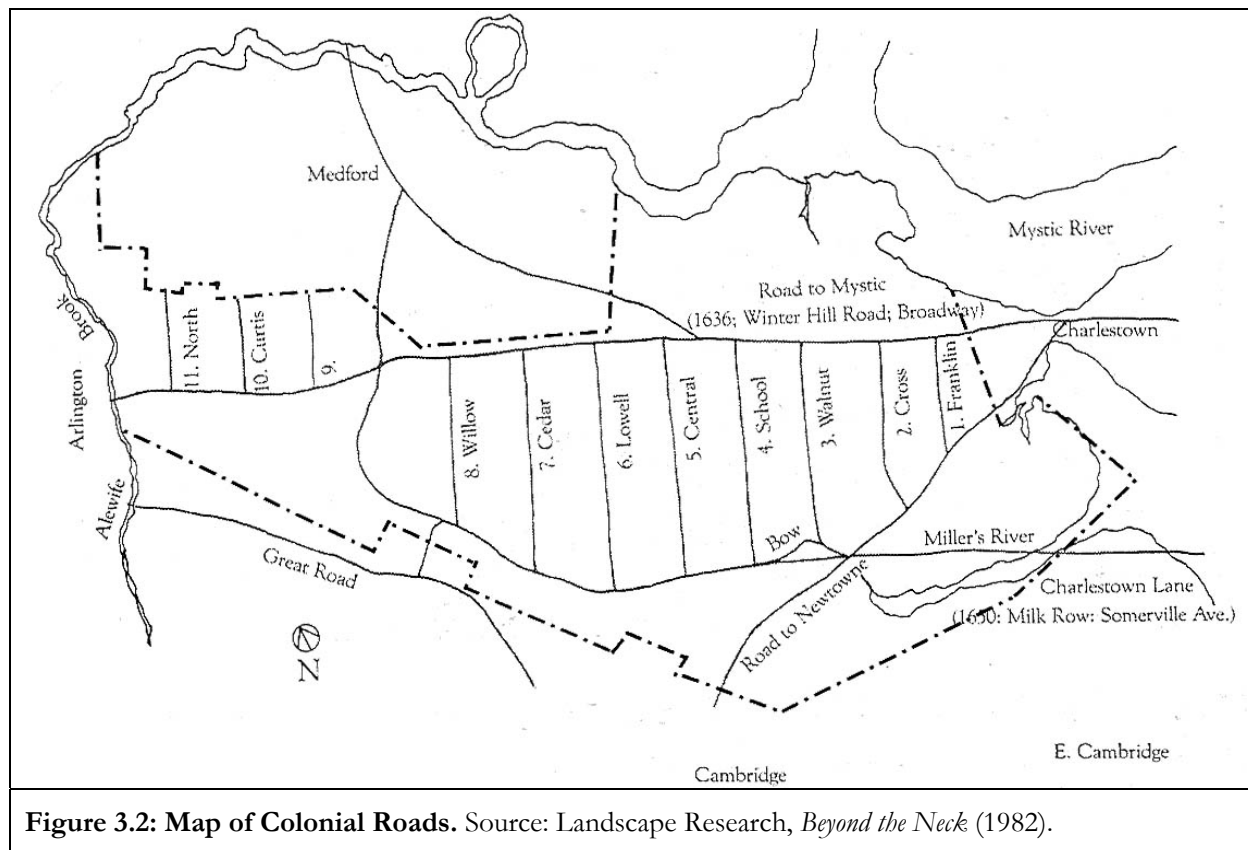 Medford
Mystic River
Road to Mystic
(1636; Winter Hill Road; Broadway)
Charlestown
Brook
Arlington
Alewife
11. North
10. Curtis
9.
8. Willow
7. Cedar
6. Lowell
5. Central
4. School
3. Walnut
2. Cross
1. Franklin
Bow
Miller's River
Great Road
Charlestown Lane
(1650: Milk Row: Somerville Ave.)
Road to Newtowne
N
E. Cambridge
Cambridge
Figure 3.2: Map of Colonial Roads. Source: Landscape Research, Beyond the Neck (1982).